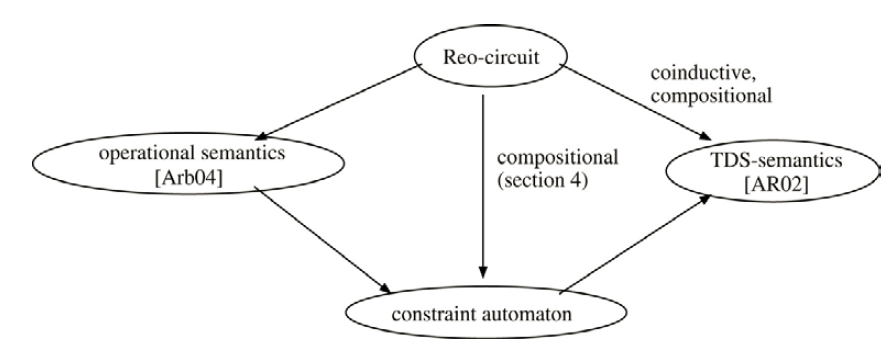 Reo-circuit
coinductive,
compositional
operational semantics
[Arb04]
compositional
(section 4)
TDS-semantics
[AR02]
constraint automaton